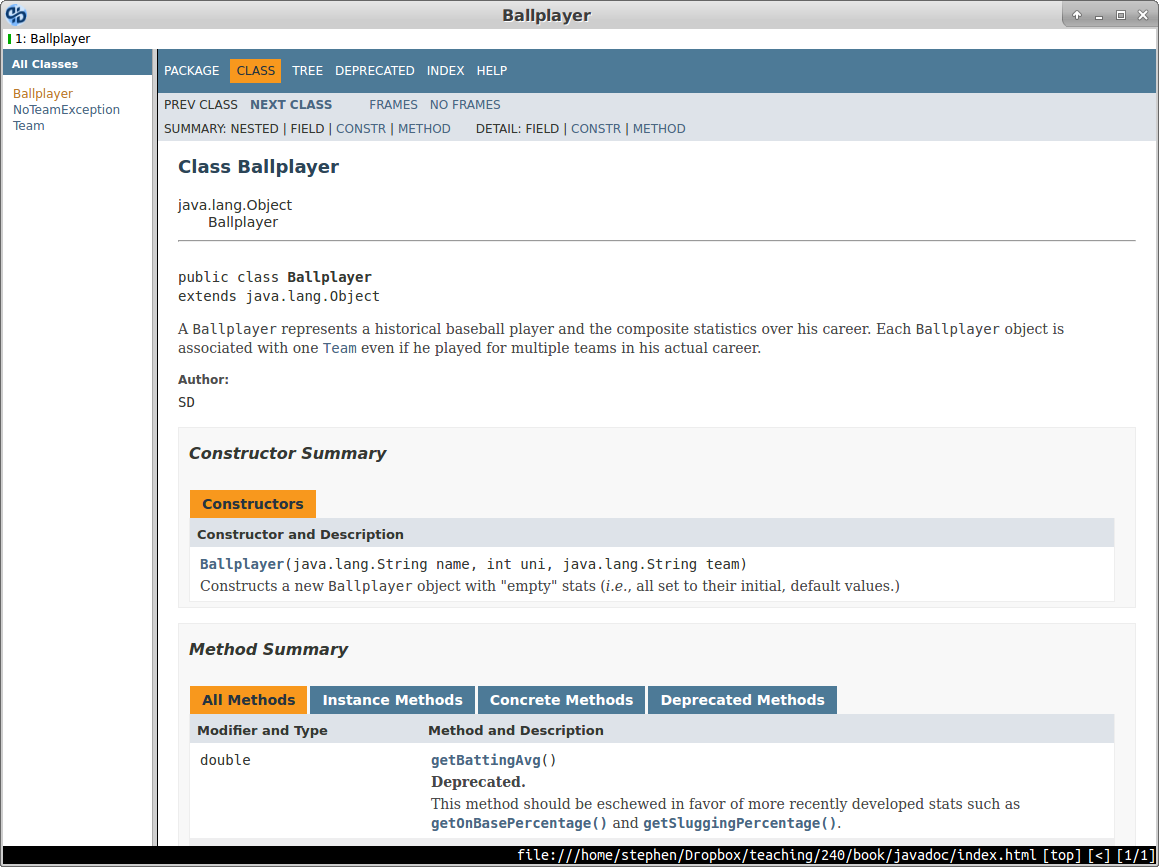 Ballplayer
1: Ballplayer
All Classes
Ballplayer
NoTeamException
Team
PACKAGE CLASS TREE DEPRECATED INDEX HELP
PREV CLASS NEXT CLASS FRAMES NO FRAMES
SUMMARY: NESTED | FIELD | CONSTR | METHOD DETAIL: FIELD | CONSTR | METHOD
Class Ballplayer
java.lang.Object
Ballplayer
public class Ballplayer
extends java.lang.Object
A Ballplayer represents a historical baseball player and the composite statistics over his career. Each Ballplayer object is
associated with one Team even if he played for multiple teams in his actual career.
Author:
SD
Constructor Summary
Constructors
Constructor and Description
Ballplayer(java.lang.String name, int uni, java.lang.String team)
Constructs a new Ballplayer object with "empty" stats (i.e., all set to their initial, default values.)
Method Summary
All Methods Instance Methods Concrete Methods Deprecated Methods
Modifier and Type Method and Description
double getBattingAvg()
Deprecated.
This method should be eschewed in favor of more recently developed stats such as
getOnBasePercentage() and getSluggingPercentage().
file:///home/stephen/Dropbox/teaching/240/book/javadoc/index.html [top] [<] [1/1]